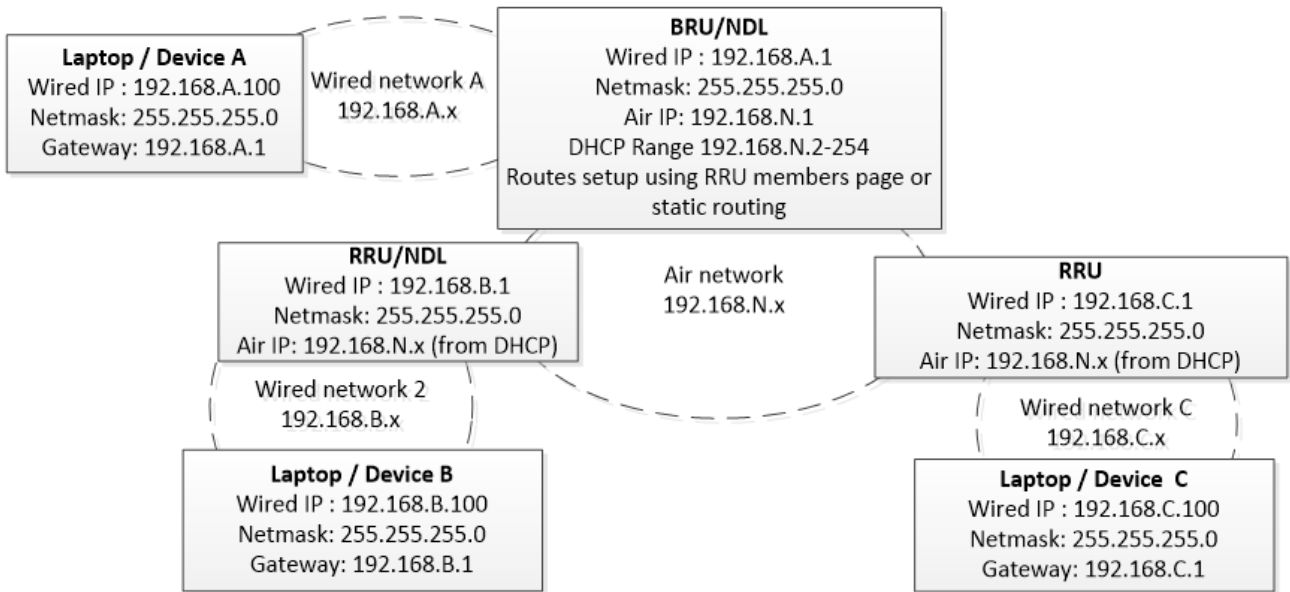 Laptop / Device A
Wired IP : 192.168.A.100
Netmask: 255.255.255.0
Gateway: 192.168.A.1
Wired network A
192.168.A.x
BRU/NDL
Wired IP : 192.168.A.1
Netmask: 255.255.255.0
Air IP: 192.168.N.1
DHCP Range 192.168.N.2-254
Routes setup using RRU members page or
static routing
RRU/NDL
Wired IP : 192.168.B.1
Netmask: 255.255.255.0
Air IP: 192.168.N.x (from DHCP)
Air network
192.168.N.x
RRU
Wired IP : 192.168.C.1
Netmask: 255.255.255.0
Air IP: 192.168.N.x (from DHCP)
Wired network 2
192.168.B.x
Wired network C
192.168.C.x
Laptop / Device B
Wired IP : 192.168.B.100
Netmask: 255.255.255.0
Gateway: 192.168.B.1
Laptop / Device  C
Wired IP : 192.168.C.100
Netmask: 255.255.255.0
Gateway: 192.168.C.1